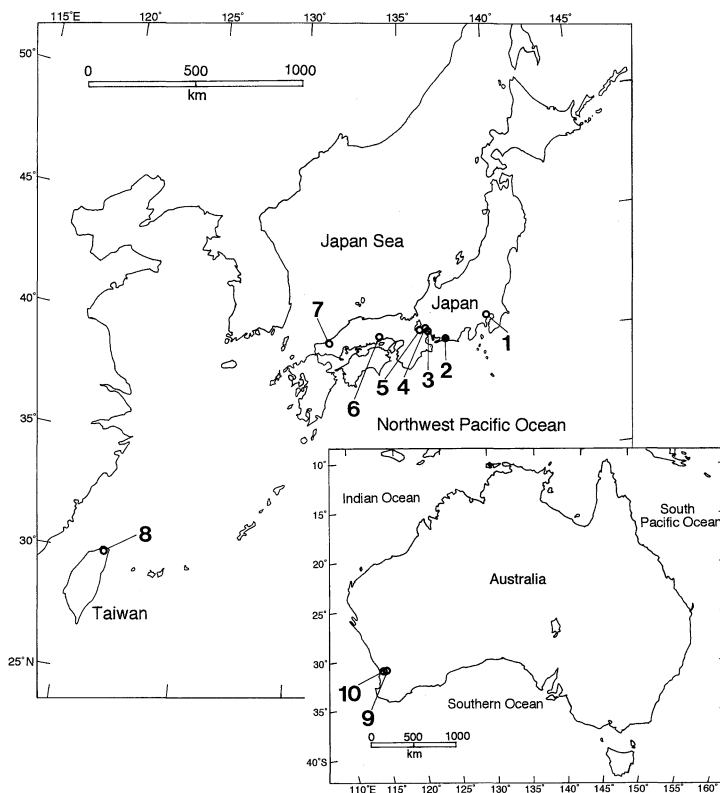 115° 120° 125° 130° 135° 140° 145°
50°
0 500 1000
km
45°
Japan Sea
40°
Japan
7
1
2
3
4
5
6
35°
Northwest Pacific Ocean
30°
8
Taiwan
25°N
10°
Indian Ocean
South
Pacific Ocean
15°
20°
Australia
25°
30°
10
9
Southern Ocean
35°
0 500 1000
km
40°S
110°E 115° 120° 125° 130° 135° 140° 145° 150° 155° 160°